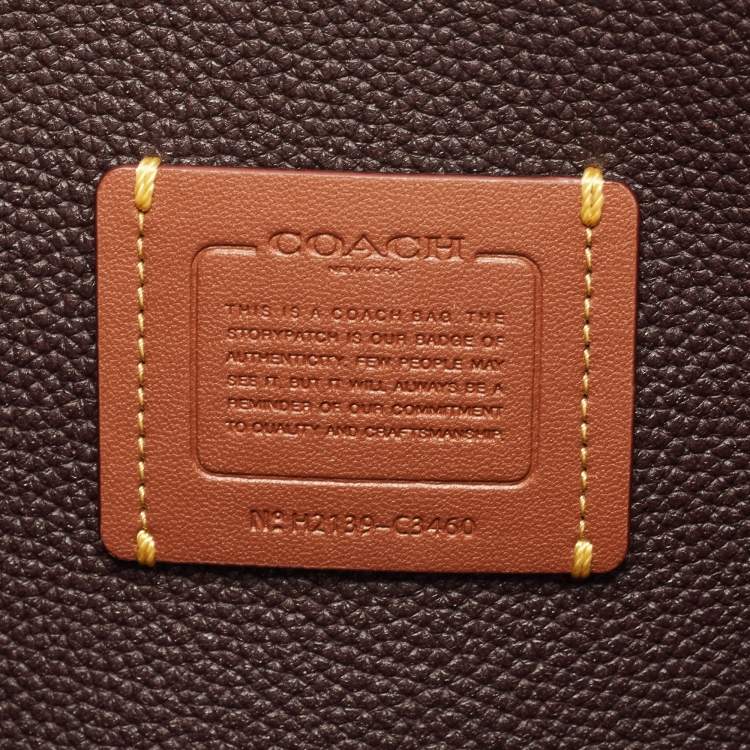 COACH
NEW YORK
THIS IS A COACH BAG. THE
STORYPATCH IS OUR BADGE OF
AUTHENTICITY. FEW PEOPLE MAY
SEE IT, BUT IT WILL ALWAYS BE A
REMINDER OF OUR COMMITMENT
TO QUALITY AND CRAFTSMANSHIP.
Nº H2139-C3460